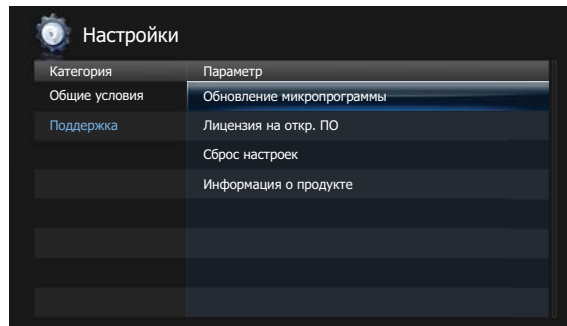 Настройки
Категория Параметр
Общие условия Обновление микропрограммы
Поддержка Лицензия на откр. ПО
Сброс настроек
Информация о продукте